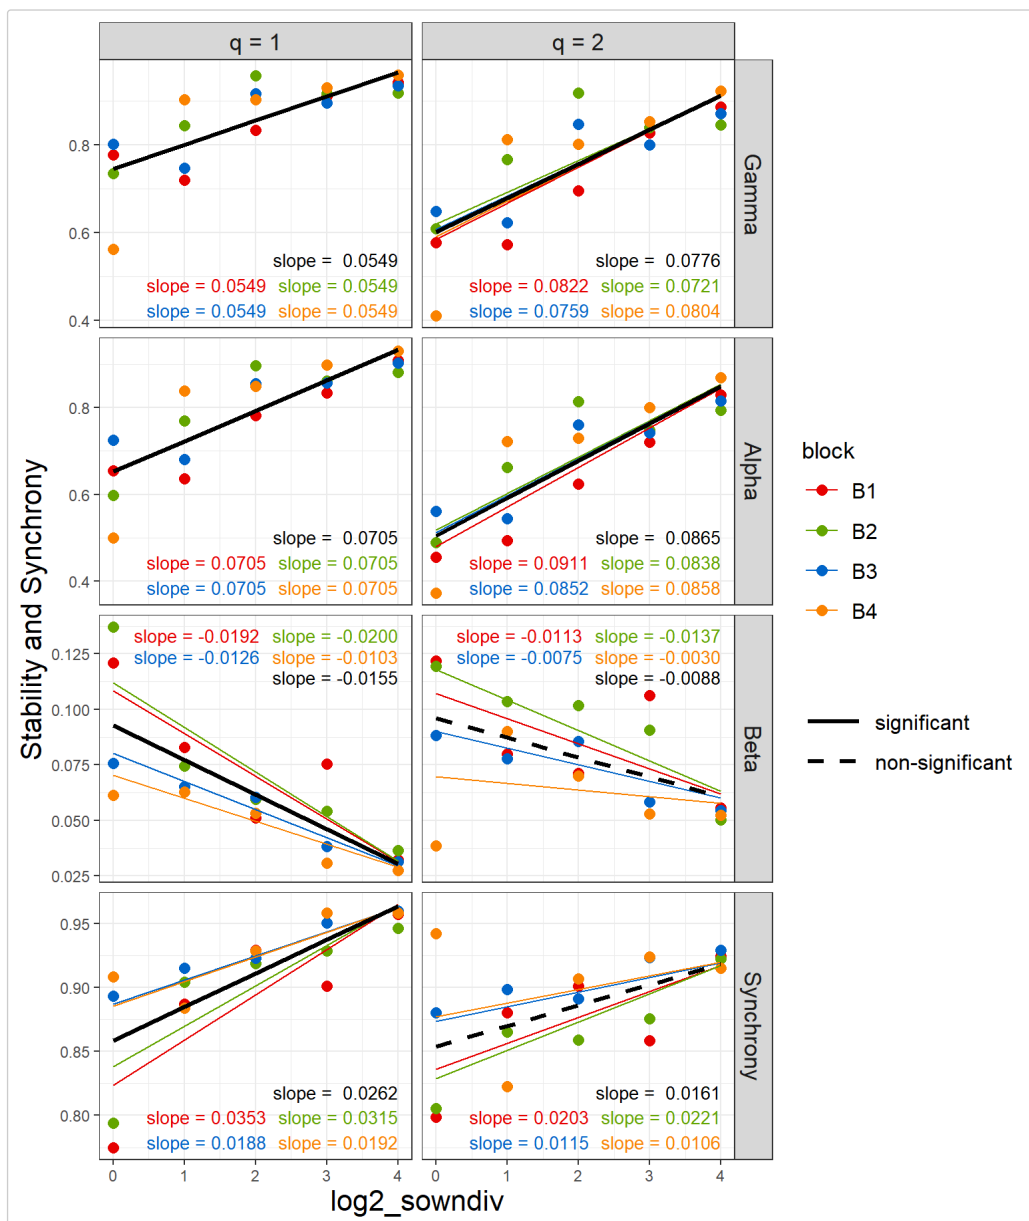 q = 1
q = 2
0.8
0.6
0.4
slope = 0.0549
slope = 0.0549 slope = 0.0549
slope = 0.0549 slope = 0.0549
slope = 0.0776
slope = 0.0822 slope = 0.0721
slope = 0.0759 slope = 0.0804
Gamma
0.8
0.6
0.4
slope = 0.0705
slope = 0.0705 slope = 0.0705
slope = 0.0705 slope = 0.0705
slope = 0.0865
slope = 0.0911 slope = 0.0838
slope = 0.0852 slope = 0.0858
Alpha
Stability and Synchrony
0.125
0.100
0.075
0.050
0.025
slope = -0.0192 slope = -0.0200
slope = -0.0126 slope = -0.0103
slope = -0.0155
slope = -0.0113 slope = -0.0137
slope = -0.0075 slope = -0.0030
slope = -0.0088
Beta
0.95
0.90
0.85
0.80
slope = 0.0262
slope = 0.0353 slope = 0.0315
slope = 0.0188 slope = 0.0192
slope = 0.0161
slope = 0.0203 slope = 0.0221
slope = 0.0115 slope = 0.0106
Synchrony
0 1 2 3 4
0 1 2 3 4
log2_sowndiv
block
B1
B2
B3
B4
significant
non-significant